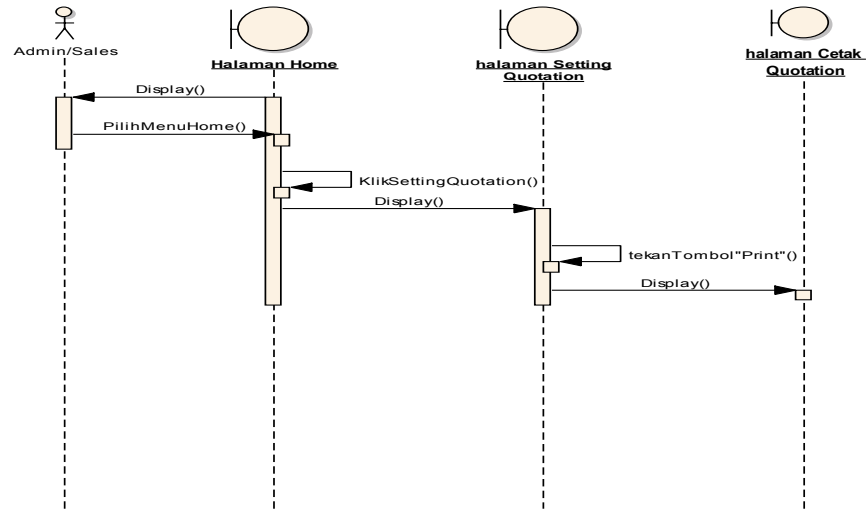 Admin/Sales
Halaman Home
halaman Setting
Quotation
halaman Cetak
Quotation
Display()
PilihMenuHome()
KlikSettingQuotation()
Display()
tekanTombol"Print"()
Display()